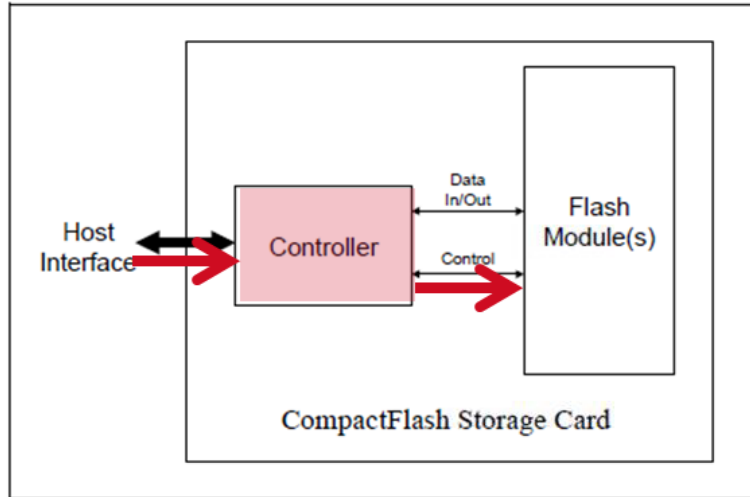 Data
In/Out
Flash
Module(s)
Host
Interface
Controller
Control
CompactFlash Storage Card